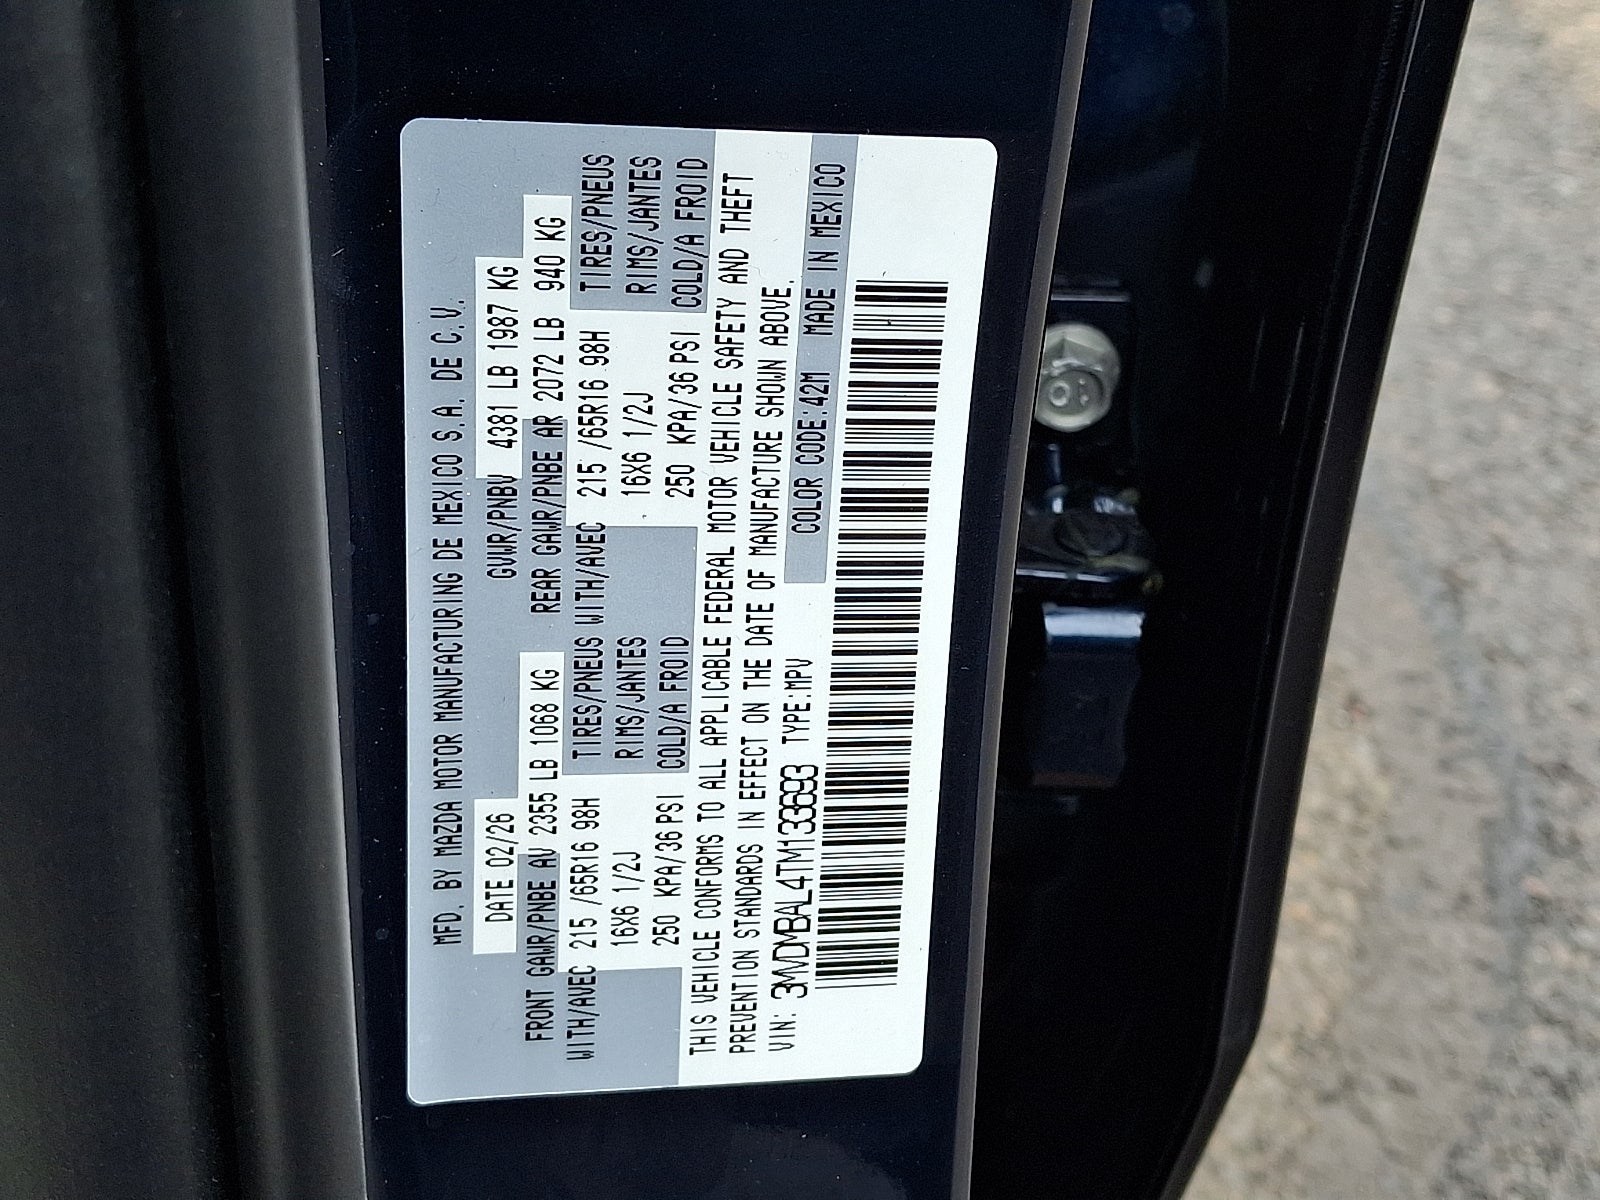 MFD. BY MAZDA MOTOR MANUFACTURING DE MEXICO S.A. DE C.V.
DATE 02/26 GVWR/PNBV 4381 LB 1987 KG
FRONT GAWR/PNBE AV 2355 LB 1068 KG REAR GAWR/PNBE AR 2072 LB 940 KG
WITH/AVEC 215 /65R16 98H TIRES/PNEUS WITH/AVEC 215 /65R16 98H TIRES/PNEUS
16X6 1/2J RIMS/JANTES 16X6 1/2J RIMS/JANTES
250 KPA/36 PSI COLD/A FROID 250 KPA/36 PSI COLD/A FROID
THIS VEHICLE CONFORMS TO ALL APPLICABLE FEDERAL MOTOR VEHICLE SAFETY AND THEFT
PREVENTION STANDARDS IN EFFECT ON THE DATE OF MANUFACTURE SHOWN ABOVE.
VIN: 3MVDMBAL4TM133693 TYPE:MPV COLOR CODE:42M MADE IN MEXICO